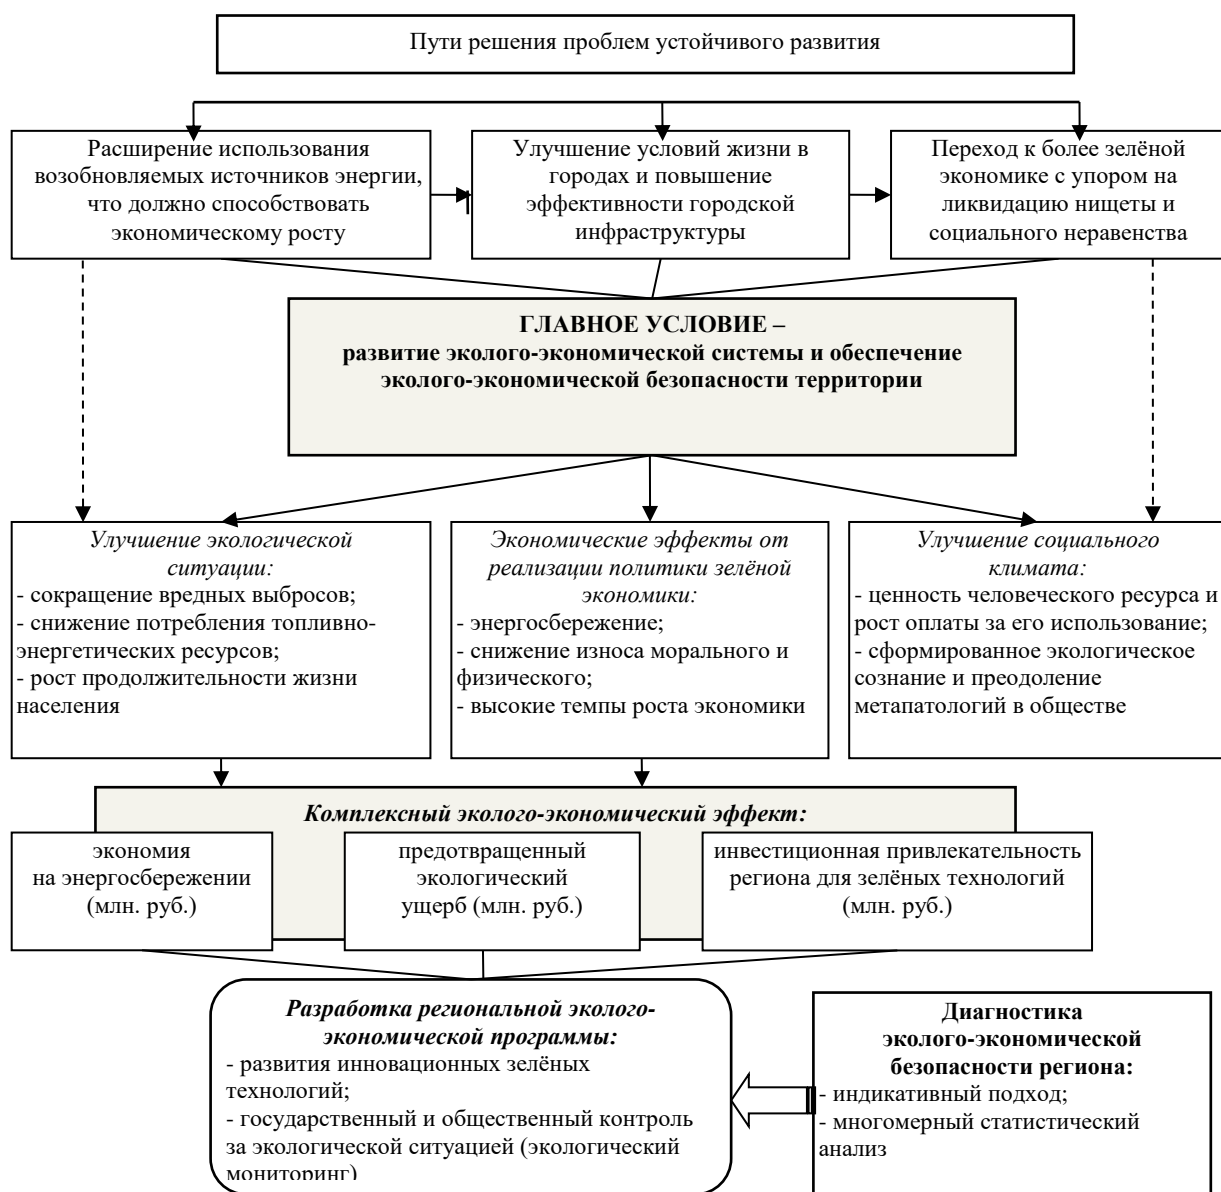 Пути решения проблем устойчивого развития
Расширение использования
возобновляемых источников энергии,
что должно способствовать
экономическому росту
Улучшение условий жизни в
городах и повышение
эффективности городской
инфраструктуры
Переход к более зелёной
экономике с упором на
ликвидацию нищеты и
социального неравенства
ГЛАВНОЕ УСЛОВИЕ –
развитие эколого-экономической системы и обеспечение
эколого-экономической безопасности территории
Улучшение экологической
ситуации:
- сокращение вредных выбросов;
- снижение потребления топливно-
энергетических ресурсов;
- рост продолжительности жизни
населения
Экономические эффекты от
реализации политики зелёной
экономики:
- энергосбережение;
- снижение износа морального и
физического;
- высокие темпы роста экономики
Улучшение социального
климата:
- ценность человеческого ресурса и
рост оплаты за его использование;
- сформированное экологическое
сознание и преодоление
метапатологий в обществе
Комплексный эколого-экономический эффект:
экономия
на энергосбережении
(млн. руб.)
предотвращенный
экологический
ущерб (млн. руб.)
инвестиционная привлекательность
региона для зелёных технологий
(млн. руб.)
Разработка региональной эколого-
экономической программы:
- развития инновационных зелёных
технологий;
- государственный и общественный контроль
за экологической ситуацией (экологический
мониторинг)
Диагностика
эколого-экономической
безопасности региона:
- индикативный подход;
- многомерный статистический
анализ